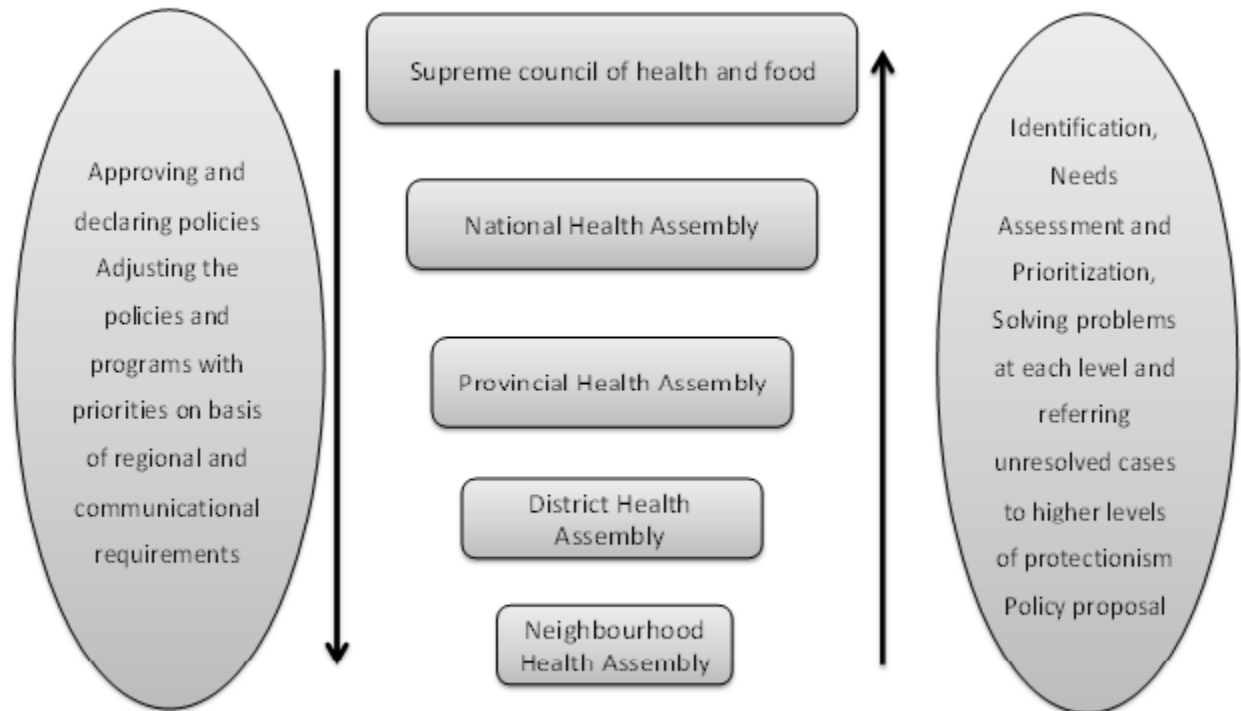 Approving and
declaring policies
Adjusting the
policies and
programs with
priorities on basis
of regional and
communicational
requirements
Supreme council of health and food
National Health Assembly
Provincial Health Assembly
District Health
Assembly
Neighbourhood
Health Assembly
Identification,
Needs
Assessment and
Prioritization,
Solving problems
at each level and
referring
unresolved cases
to higher levels
of protectionism
Policy proposal